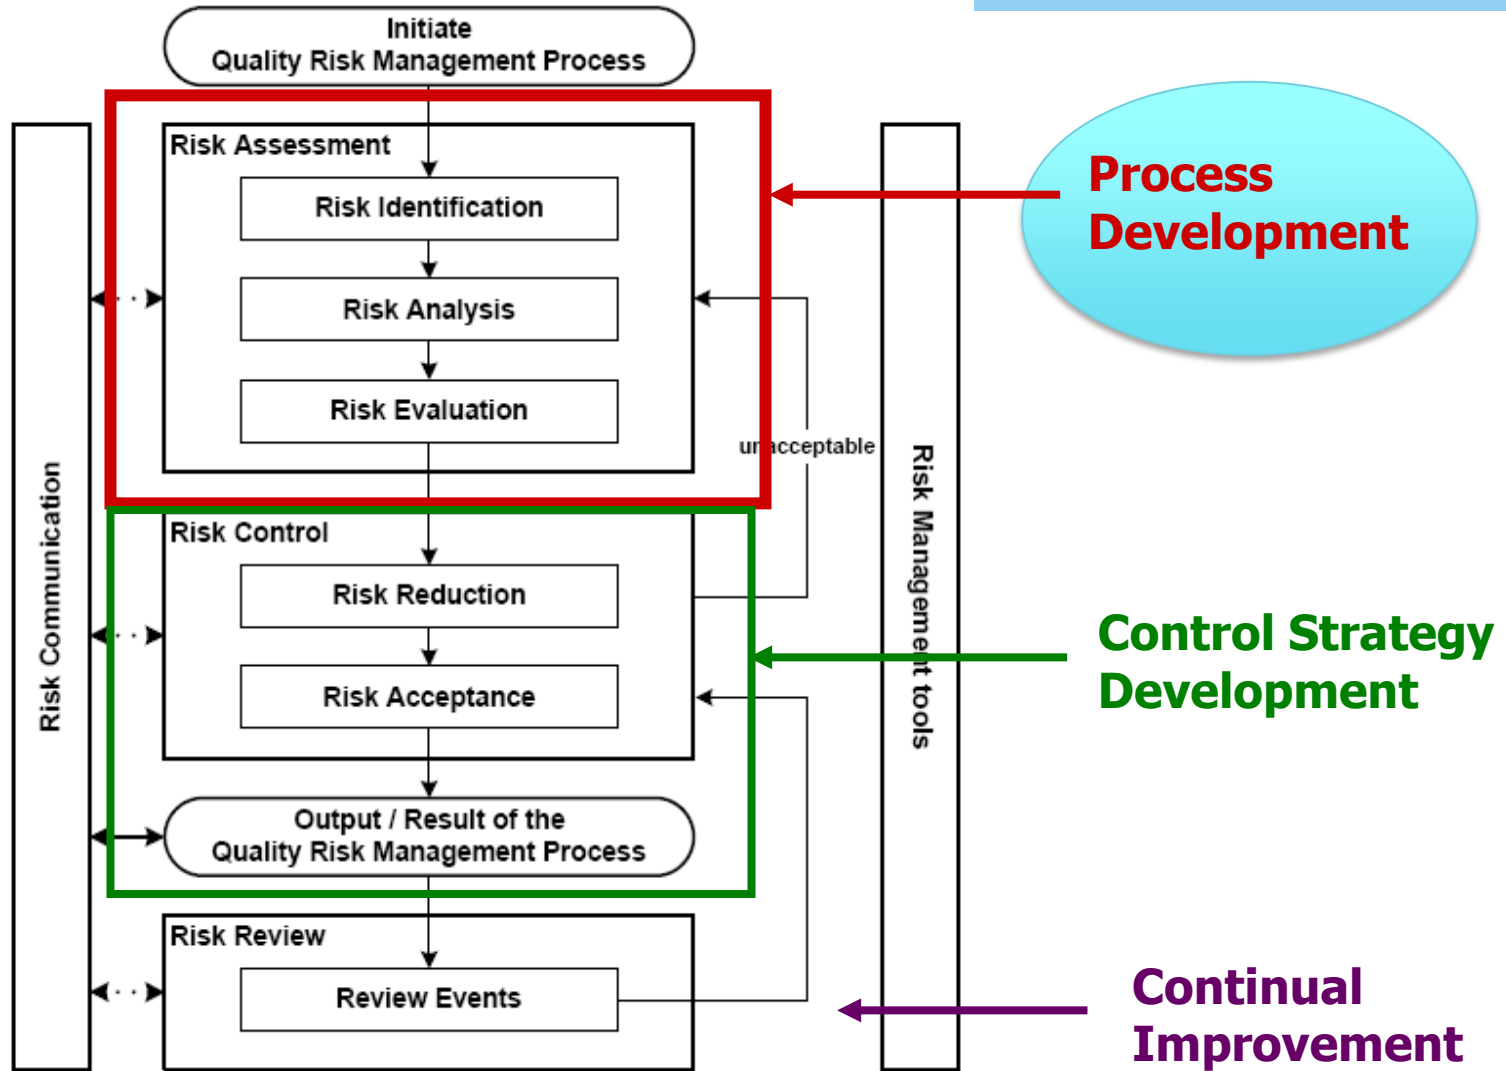 Initiate
Quality Risk Management Process
Risk Assessment
Risk Identification
Risk Analysis
Risk Evaluation
unacceptable
Risk Control
Risk Reduction
Risk Acceptance
Output / Result of the
Quality Risk Management Process
Risk Review
Review Events
Risk Communication
Risk Management tools
Process
Development
Control Strategy
Development
Continual
Improvement